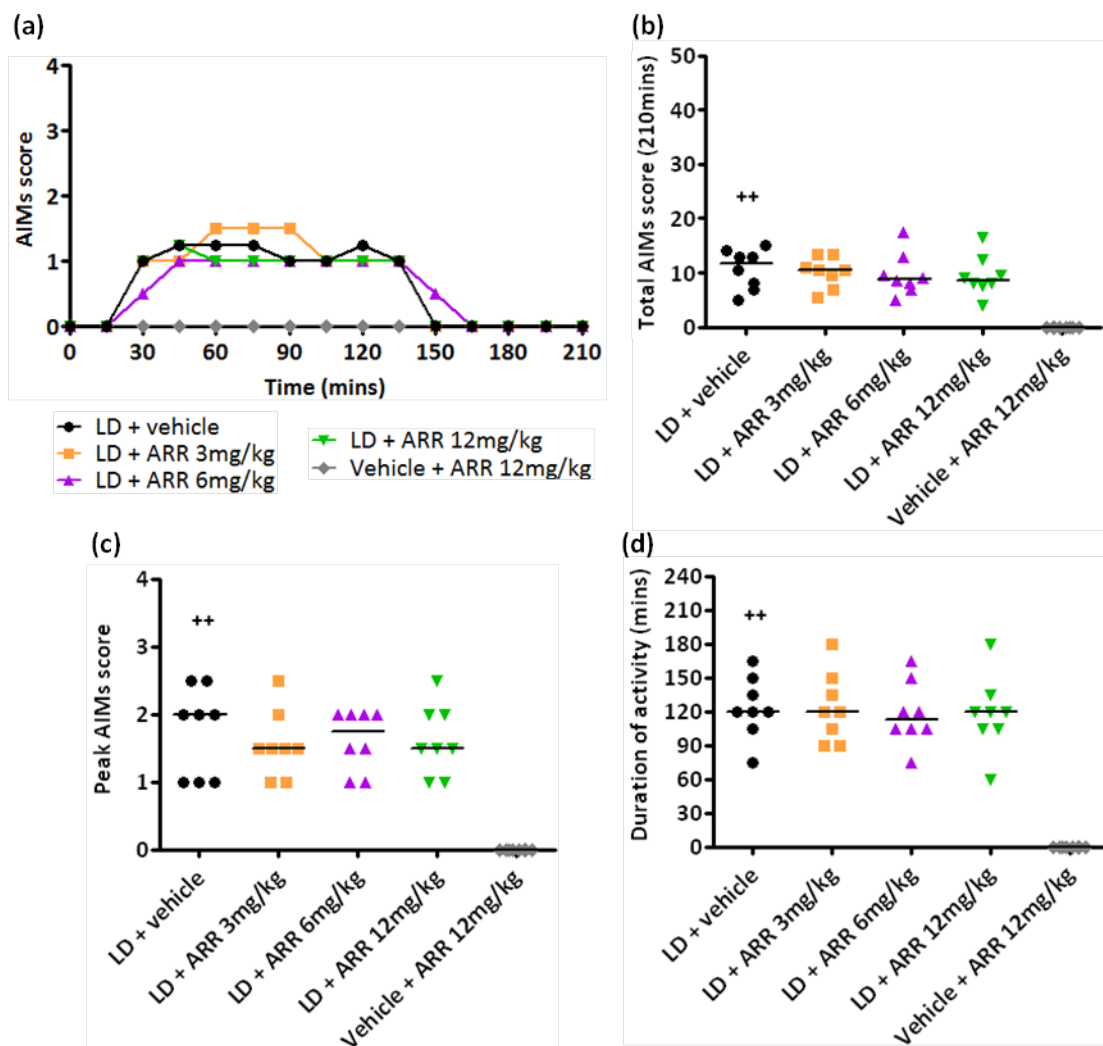 (a)
AIMs score
4
3
2
1
0
0 30 60 90 120 150 180 210
Time (mins)
LD + vehicle
LD + ARR 3mg/kg
LD + ARR 6mg/kg
LD + ARR 12mg/kg
Vehicle + ARR 12mg/kg
(b)
Total AIMs score (210mins)
50
40
30
20
10
0
++
LD + vehicle
LD + ARR 3mg/kg
LD + ARR 6mg/kg
LD + ARR 12mg/kg
Vehicle + ARR 12mg/kg
(c)
Peak AIMs score
4
3
2
1
0
++
LD + vehicle
LD + ARR 3mg/kg
LD + ARR 6mg/kg
LD + ARR 12mg/kg
Vehicle + ARR 12mg/kg
(d)
Duration of activity (mins)
240
210
180
150
120
90
60
30
0
++
LD + vehicle
LD + ARR 3mg/kg
LD + ARR 6mg/kg
LD + ARR 12mg/kg
Vehicle + ARR 12mg/kg